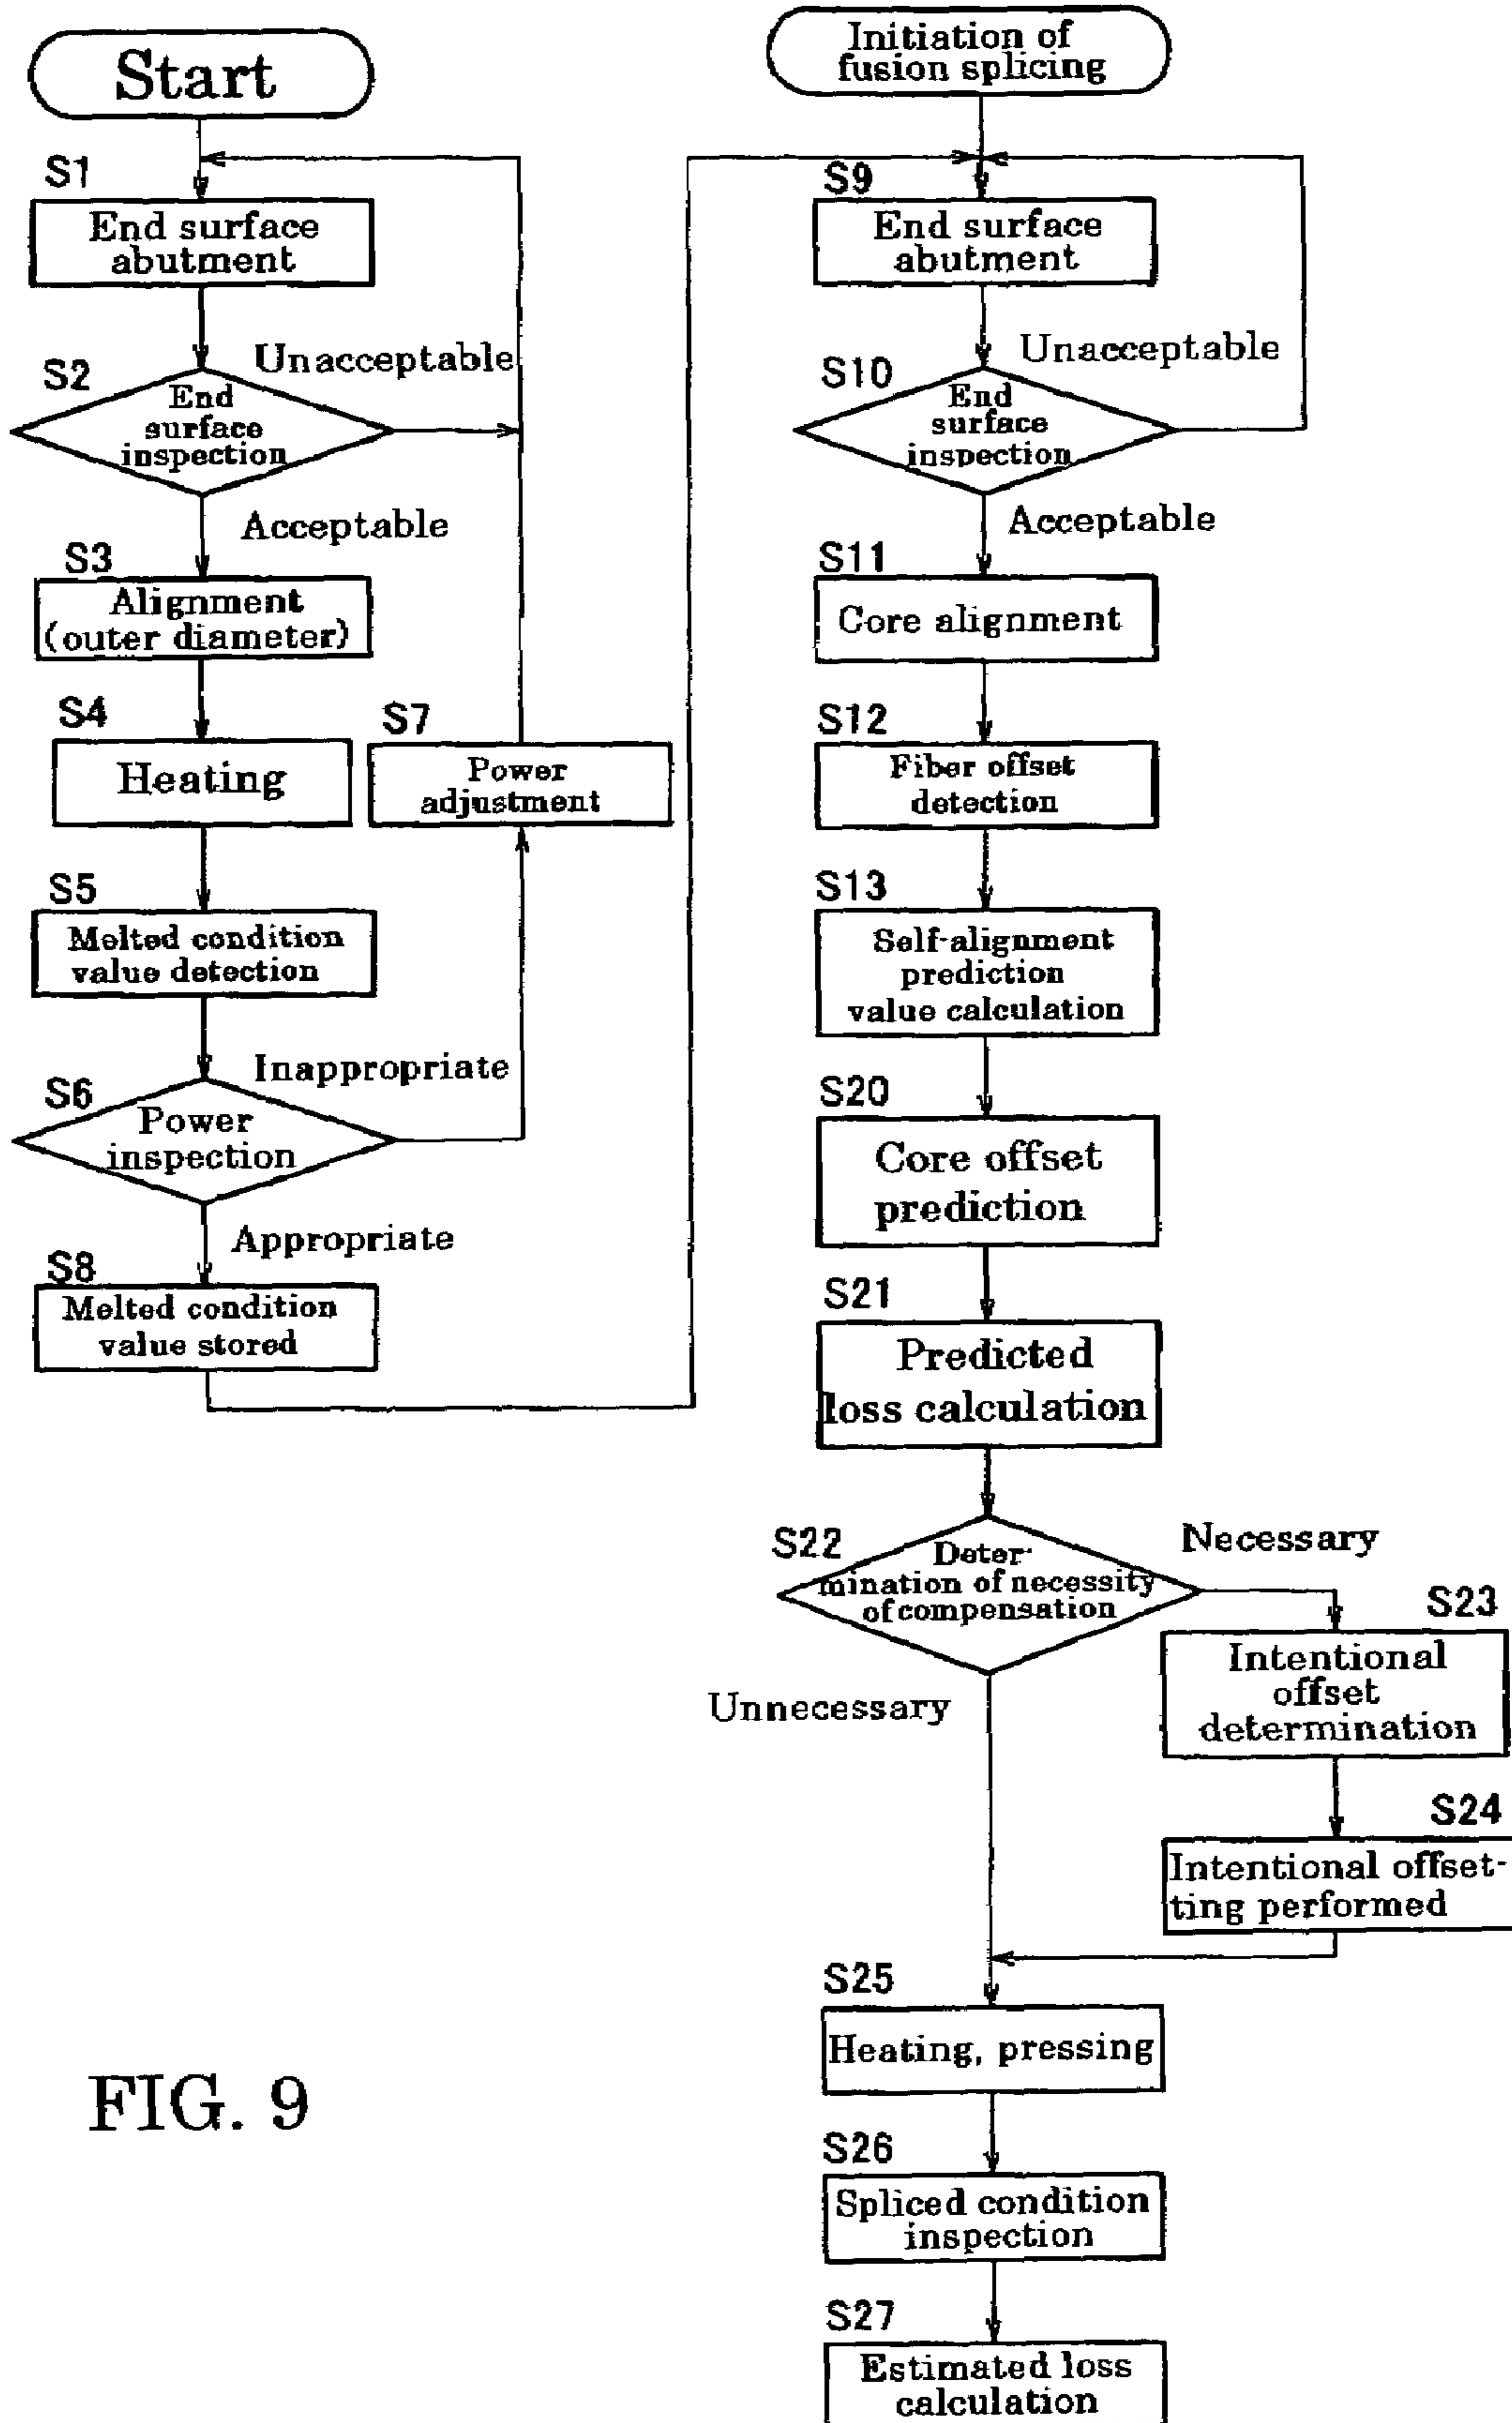 Start
S1
End surface
abutment
S2
Unacceptable
End
surface
inspection
Acceptable
S3
Alignment
(outer diameter)
S4
Heating
S7
Power
adjustment
S5
Melted condition
value detection
S6
Inappropriate
Power
inspection
Appropriate
S8
Melted condition
value stored
Initiation of
fusion splicing
S9
End surface
abutment
S10
Unacceptable
End
surface
inspection
Acceptable
S11
Core alignment
S12
Fiber offset
detection
S13
Self-alignment
prediction
value calculation
S20
Core offset
prediction
S21
Predicted
loss calculation
S22
Deter-
mination of necessity
of compensation
Necessary
Unnecessary
S23
Intentional
offset
determination
S24
Intentional offset-
ting performed
S25
Heating, pressing
S26
Spliced condition
inspection
S27
Estimated loss
calculation
FIG. 9